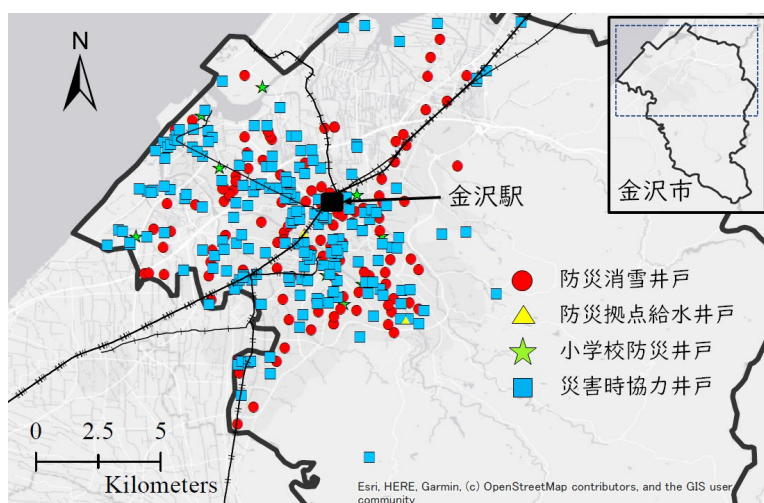 N
金沢市
金沢駅
防災消雪井戸
防災拠点給水井戸
小学校防災井戸
災害時協力井戸
0 2.5 5
Kilometers
Esri, HERE, Garmin, (c) OpenStreetMap contributors, and the GIS user
community